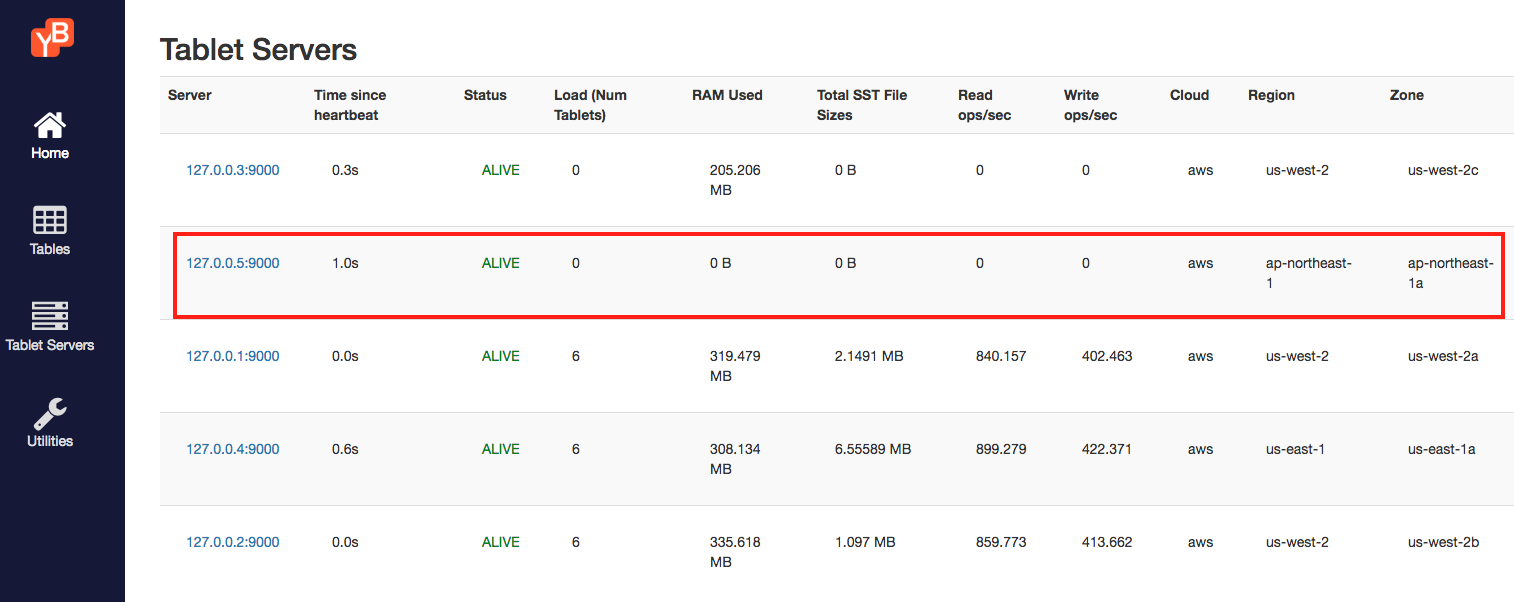 YB
Home
Tables
Tablet Servers
Utilities
Tablet Servers
Server Time since heartbeat Status Load (Num Tablets) RAM Used Total SST File Sizes Read ops/sec Write ops/sec Cloud Region Zone
127.0.0.3:9000 0.3s ALIVE 0 205.206 MB 0 B 0 0 aws us-west-2 us-west-2c
127.0.0.5:9000 1.0s ALIVE 0 0 B 0 B 0 0 aws ap-northeast-1 ap-northeast-1a
127.0.0.1:9000 0.0s ALIVE 6 319.479 MB 2.1491 MB 840.157 402.463 aws us-west-2 us-west-2a
127.0.0.4:9000 0.6s ALIVE 6 308.134 MB 6.55589 MB 899.279 422.371 aws us-east-1 us-east-1a
127.0.0.2:9000 0.0s ALIVE 6 335.618 MB 1.097 MB 859.773 413.662 aws us-west-2 us-west-2b